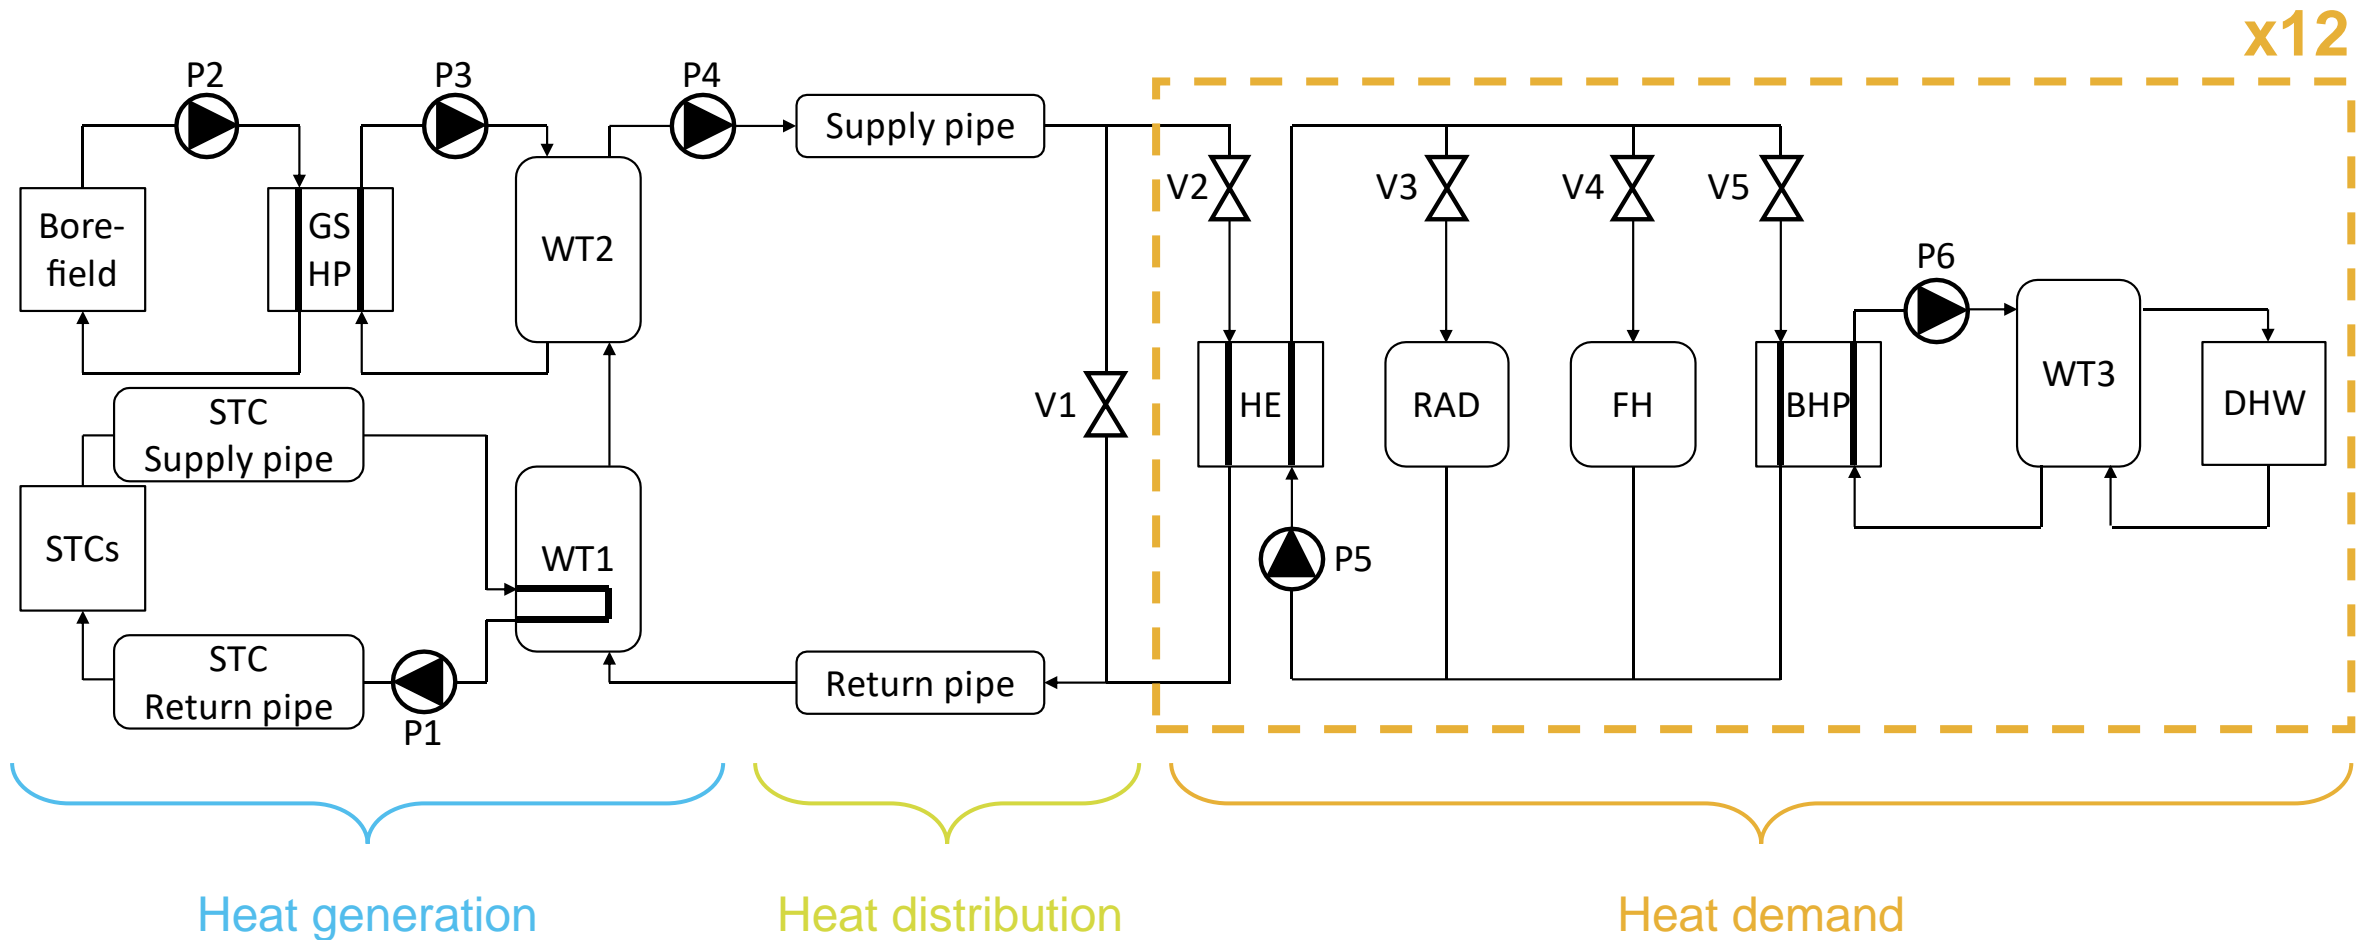 x12
P2
P3
P4
Supply pipe
Bore-
field
GS
HP
WT2
V2
V3
V4
V5
P6
STC
Supply pipe
V1
HE
RAD
FH
BHP
WT3
DHW
STCs
WT1
P5
STC
Return pipe
P1
Return pipe
Heat generation
Heat distribution
Heat demand